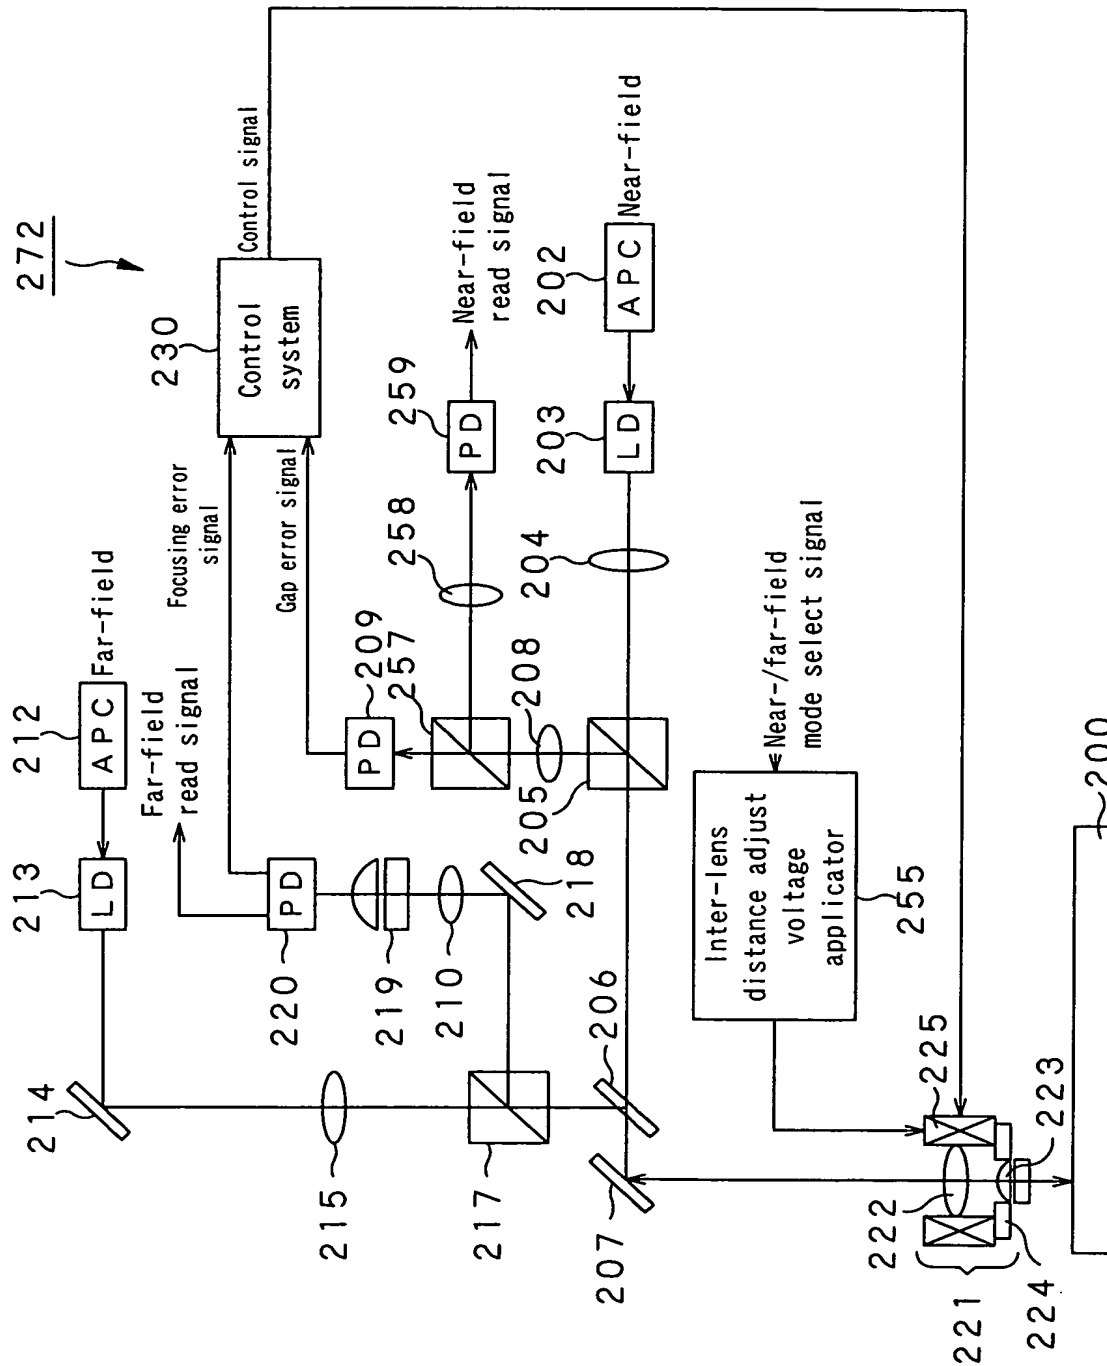 272
230
Control
system
Control signal
Focusing error
signal
Gap error signal
212
APC
Far-field
213
LD
Far-field
read signal
214
215
217
218
219
210
220
PD
209
PD
257
258
259
PD
Near-field
read signal
202
APC
Near-field
203
LD
204
208
205
206
207
Near-/far-field
mode select signal
Inter-lens
distance adjust
voltage
applicator
255
225
223
222
221
224
200